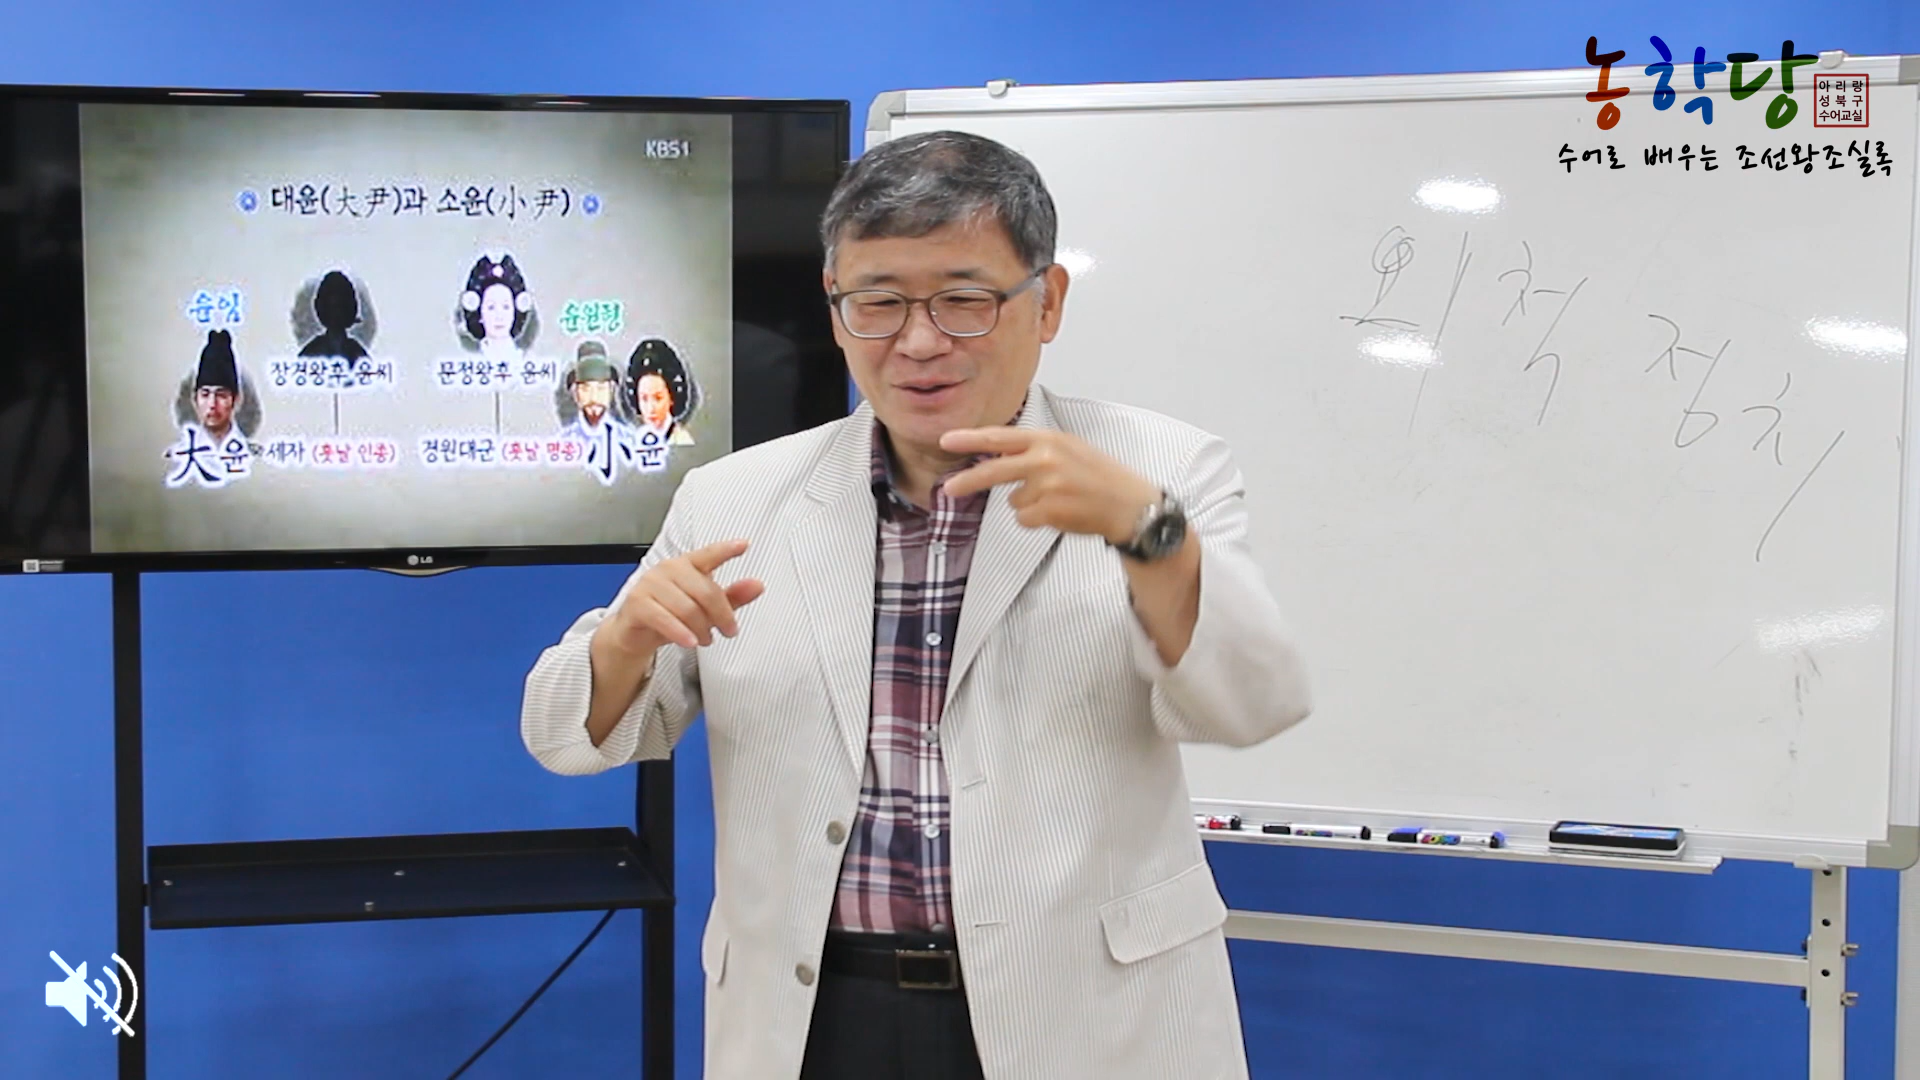 농학당
아리랑
성북구
수어교실
수어로 배우는 조선왕조실록
KBS1
대윤(大尹)과 소윤(小尹)
윤임
윤원형
장경왕후 윤씨
문정왕후 윤씨
大윤 세자 (훗날 인종) 경원대군 (훗날 명종) 小윤
LG
외척 정치